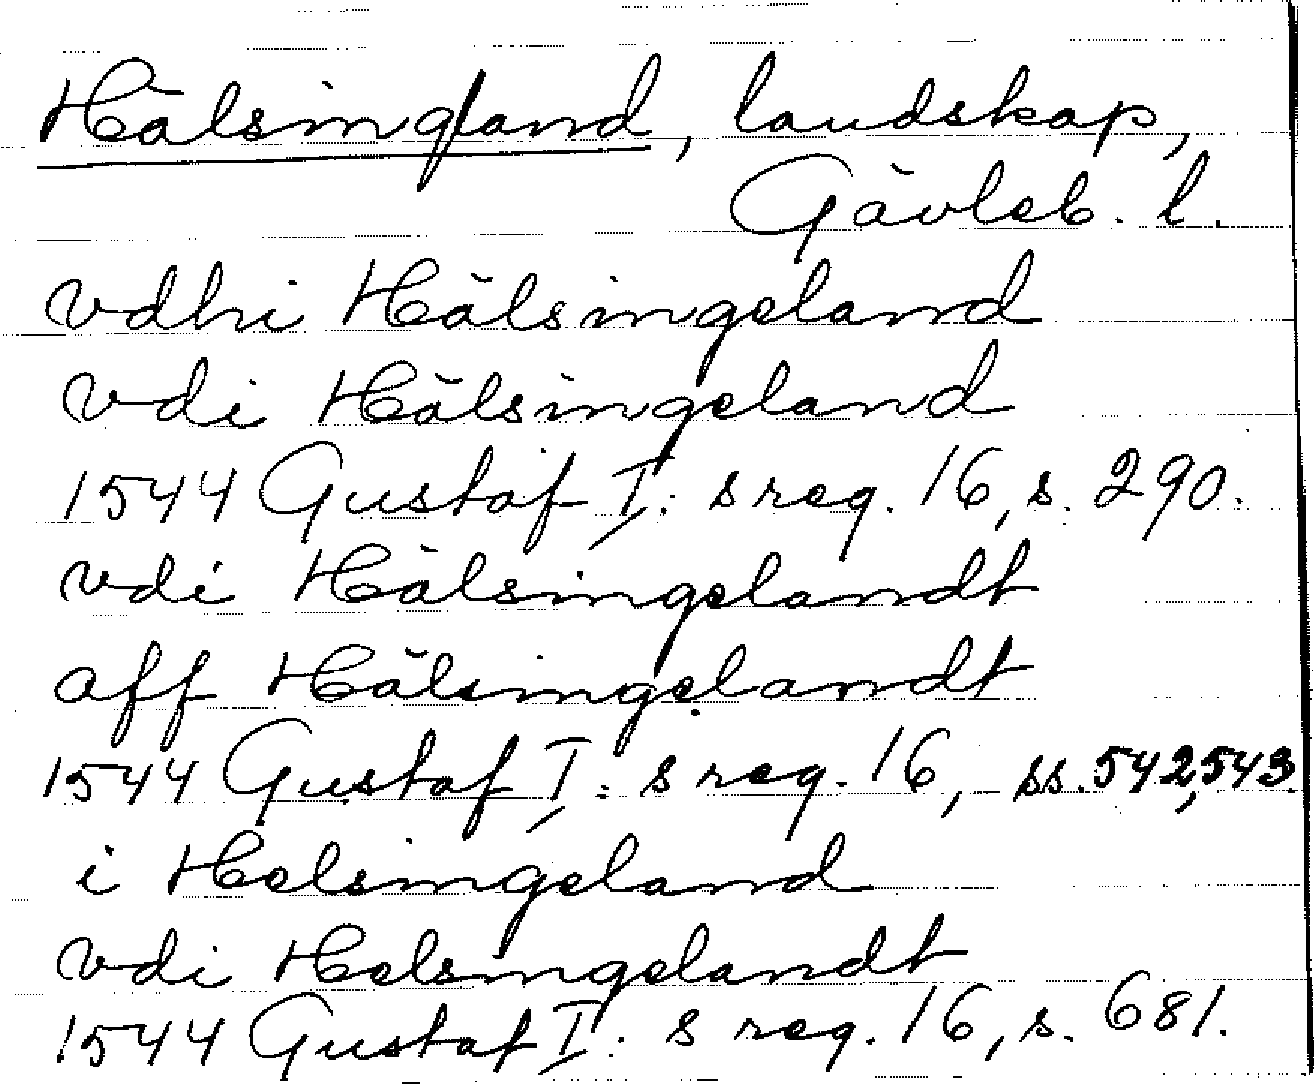 Hälsingland, landskap,
Gävleb. l.
vdhi Hälsingeland
vdi Hälsingeland
1544 Gustaf I: s reg. 16, s. 290.
vdi Hälsingelandt
aff Hälsingelandt
1544 Gustaf I: s reg. 16, ss. 542, 543.
i Helsingeland
vdi Helsingelandt
1544 Gustaf I: s reg. 16, s. 681.